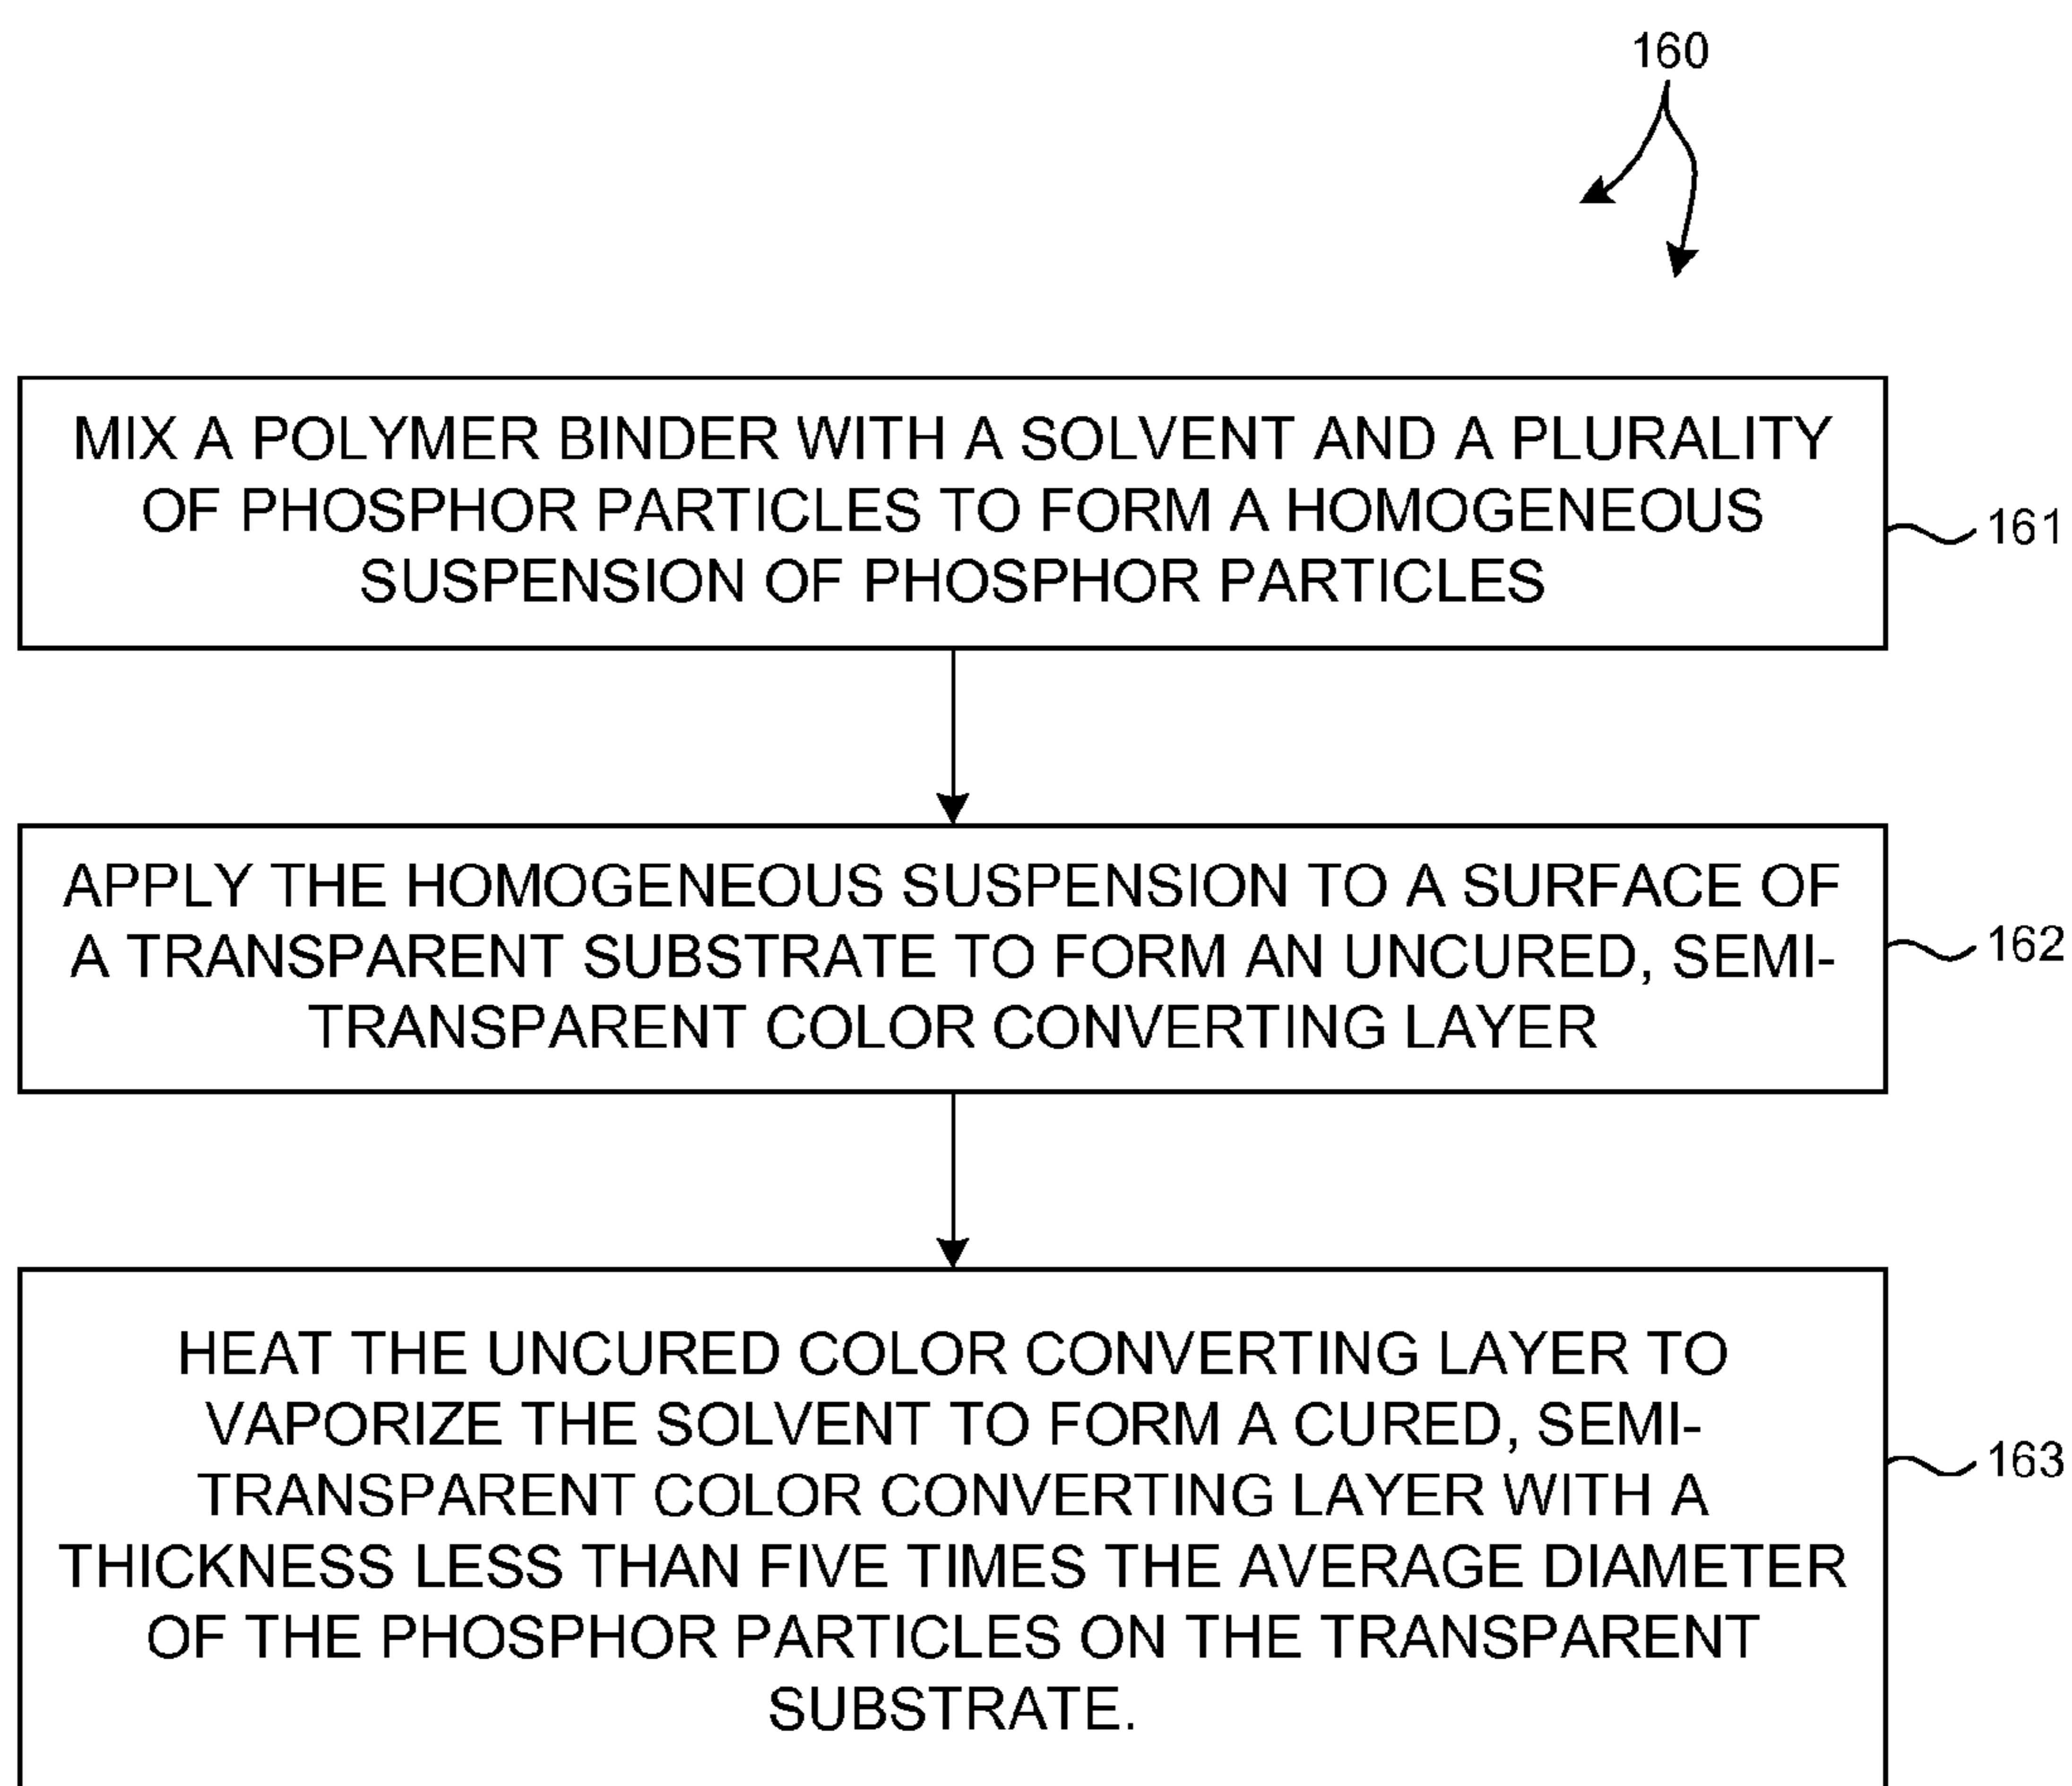 160
MIX A POLYMER BINDER WITH A SOLVENT AND A PLURALITY
OF PHOSPHOR PARTICLES TO FORM A HOMOGENEOUS
SUSPENSION OF PHOSPHOR PARTICLES
161
APPLY THE HOMOGENEOUS SUSPENSION TO A SURFACE OF
A TRANSPARENT SUBSTRATE TO FORM AN UNCURED, SEMI-
TRANSPARENT COLOR CONVERTING LAYER
162
HEAT THE UNCURED COLOR CONVERTING LAYER TO
VAPORIZE THE SOLVENT TO FORM A CURED, SEMI-
TRANSPARENT COLOR CONVERTING LAYER WITH A
THICKNESS LESS THAN FIVE TIMES THE AVERAGE DIAMETER
OF THE PHOSPHOR PARTICLES ON THE TRANSPARENT
SUBSTRATE.
163